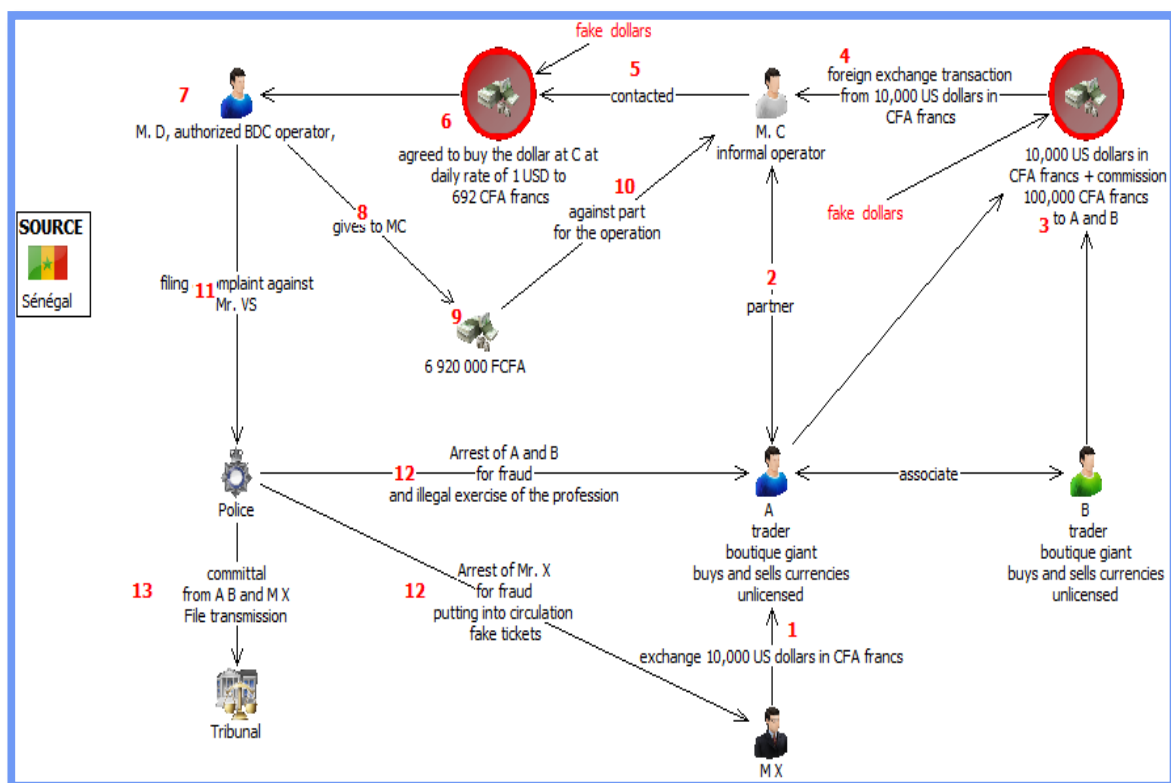 fake dollars
7
M. D, authorized BDC operator,
6
agreed to buy the dollar at C at
daily rate of 1 USD to
692 CFA francs
5
contacted
M. C
informal operator
4
foreign exchange transaction
from 10,000 US dollars in
CFA francs
10,000 US dollars in
CFA francs + commission
100,000 CFA francs
to A and B
3
fake dollars
10
against part
for the operation
8
gives to MC
SOURCE
Sénégal
filing complaint against
11
Mr. VS
9
6 920 000 FCFA
2
partner
Police
Arrest of A and B
12
for fraud
and illegal exercise of the profession
A
trader
boutique giant
buys and sells currencies
unlicensed
associate
B
trader
boutique giant
buys and sells currencies
unlicensed
13
committal
from A B and M X
File transmission
Tribunal
12
Arrest of Mr. X
for fraud
putting into circulation
fake tickets
1
exchange 10,000 US dollars in CFA francs
M X